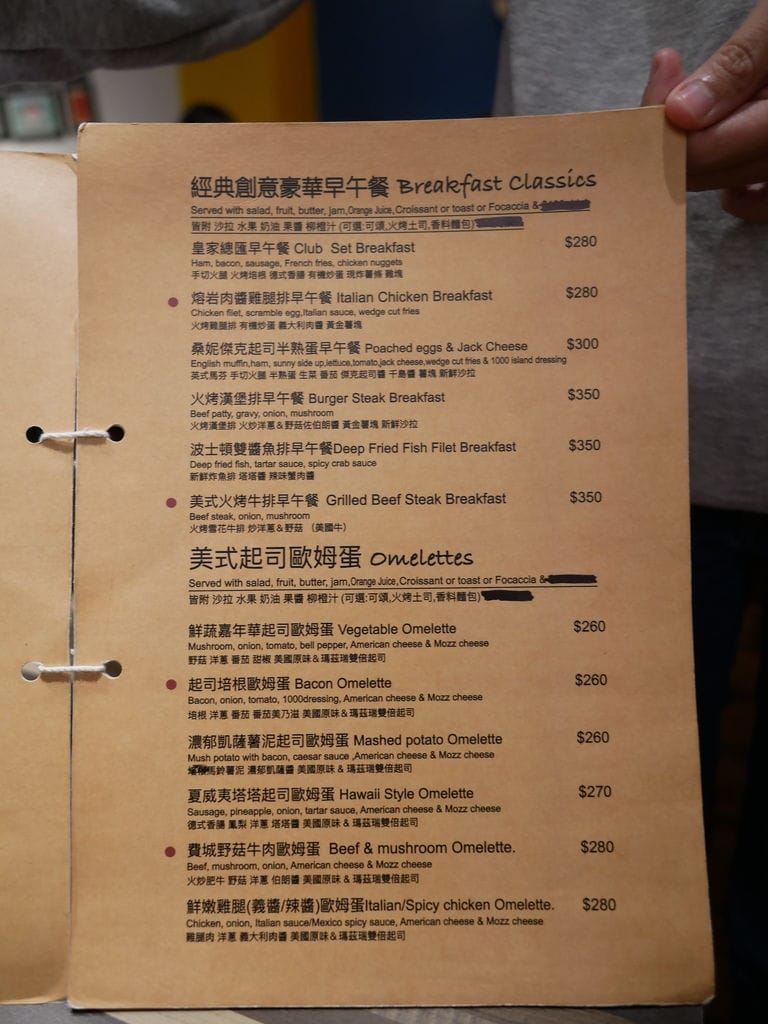 經典創意豪華早午餐 Breakfast Classics
Served with salad, fruit, butter, jam,Orange Juice,Croissant or toast or Focaccia &
皆附 沙拉 水果 奶油 果醬 柳橙汁 (可選:可頌,火烤土司,香料麵包)
皇家總匯早午餐 Club Set Breakfast $280
Ham, bacon, sausage, French fries, chicken nuggets
手切火腿 火烤培根 德式香腸 有機炒蛋 現炸薯條 雞塊
熔岩肉醬雞腿排早午餐 Italian Chicken Breakfast $280
Chicken filet, scramble egg,Italian sauce, wedge cut fries
火烤雞腿排 有機炒蛋 義大利肉醬 黃金薯塊
桑妮傑克起司半熟蛋早午餐 Poached eggs & Jack Cheese $300
English muffin,ham, sunny side up,lettuce,tomato,jack cheese,wedge cut fries & 1000 island dressing
英式馬芬 手切火腿 半熟蛋 生菜 番茄 傑克起司醬 千島醬 薯塊 新鮮沙拉
火烤漢堡排早午餐 Burger Steak Breakfast $350
Beef patty, gravy, onion, mushroom
火烤漢堡排 火炒洋蔥&野菇佐伯朗醬 黃金薯塊 新鮮沙拉
波士頓雙醬魚排早午餐Deep Fried Fish Filet Breakfast $350
Deep fried fish, tartar sauce, spicy crab sauce
新鮮炸魚排 塔塔醬 辣味蟹肉醬
美式火烤牛排早午餐 Grilled Beef Steak Breakfast $350
Beef steak, onion, mushroom
火烤雪花牛排 炒洋蔥&野菇 (美國牛)
美式起司歐姆蛋 Omelettes
Served with salad, fruit, butter, jam,Orange Juice,Croissant or toast or Focaccia &
皆附 沙拉 水果 奶油 果醬 柳橙汁 (可選:可頌,火烤土司,香料麵包)
鮮蔬嘉年華起司歐姆蛋 Vegetable Omelette $260
Mushroom, onion, tomato, bell pepper, American cheese & Mozz cheese
野菇 洋蔥 番茄 甜椒 美國原味&瑪茲瑞雙倍起司
起司培根歐姆蛋 Bacon Omelette $260
Bacon, onion, tomato, 1000dressing, American cheese & Mozz cheese
培根 洋蔥 番茄 番茄美乃滋 美國原味&瑪茲瑞雙倍起司
濃郁凱薩薯泥起司歐姆蛋 Mashed potato Omelette $260
Mush potato with bacon, caesar sauce ,American cheese & Mozz cheese
馬鈴薯泥 濃郁凱薩醬 美國原味 & 瑪茲瑞雙倍起司
夏威夷塔塔起司歐姆蛋 Hawaii Style Omelette $270
Sausage, pineapple, onion, tartar sauce, American cheese & Mozz cheese
德式香腸 鳳梨 洋蔥 塔塔醬 美國原味 & 瑪茲瑞雙倍起司
費城野菇牛肉歐姆蛋 Beef & mushroom Omelette. $280
Beef, mushroom, onion, American cheese & Mozz cheese
火炒肥牛 野菇 洋蔥 伯朗醬 美國原味 & 瑪茲瑞雙倍起司
鮮嫩雞腿(義醬/辣醬)歐姆蛋Italian/Spicy chicken Omelette. $280
Chicken, onion, Italian sauce/Mexico spicy sauce, American cheese & Mozz cheese
雞腿肉 洋蔥 義大利肉醬 美國原味&瑪茲瑞雙倍起司